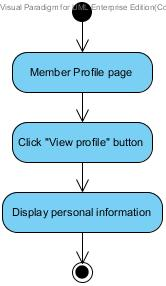 Visual Paradigm for UML Enterprise Edition(Co
Member Profile page
Click "View profile" button
Display personal information